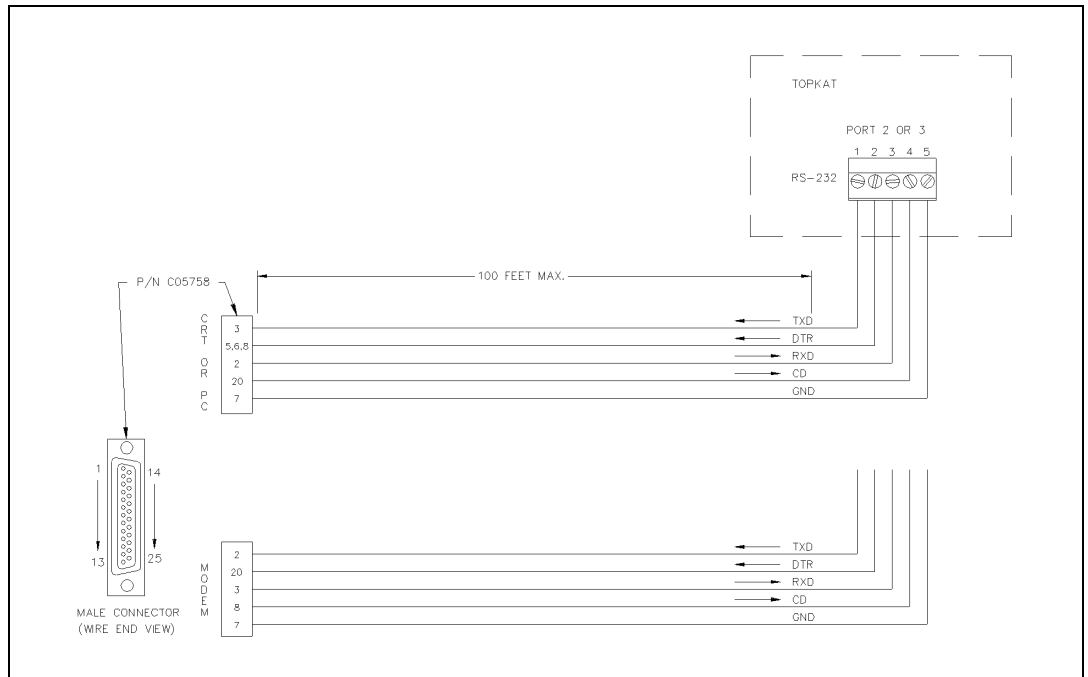 TOPKAT
PORT 2 OR 3
1 2 3 4 5
RS-232
P/N C05758
100 FEET MAX.
CRT OR PC
3
5,6,8
2
20
7
TXD
DTR
RXD
CD
GND
1
14
13
25
MALE CONNECTOR
(WIRE END VIEW)
MODEM
2
20
3
8
7
TXD
DTR
RXD
CD
GND